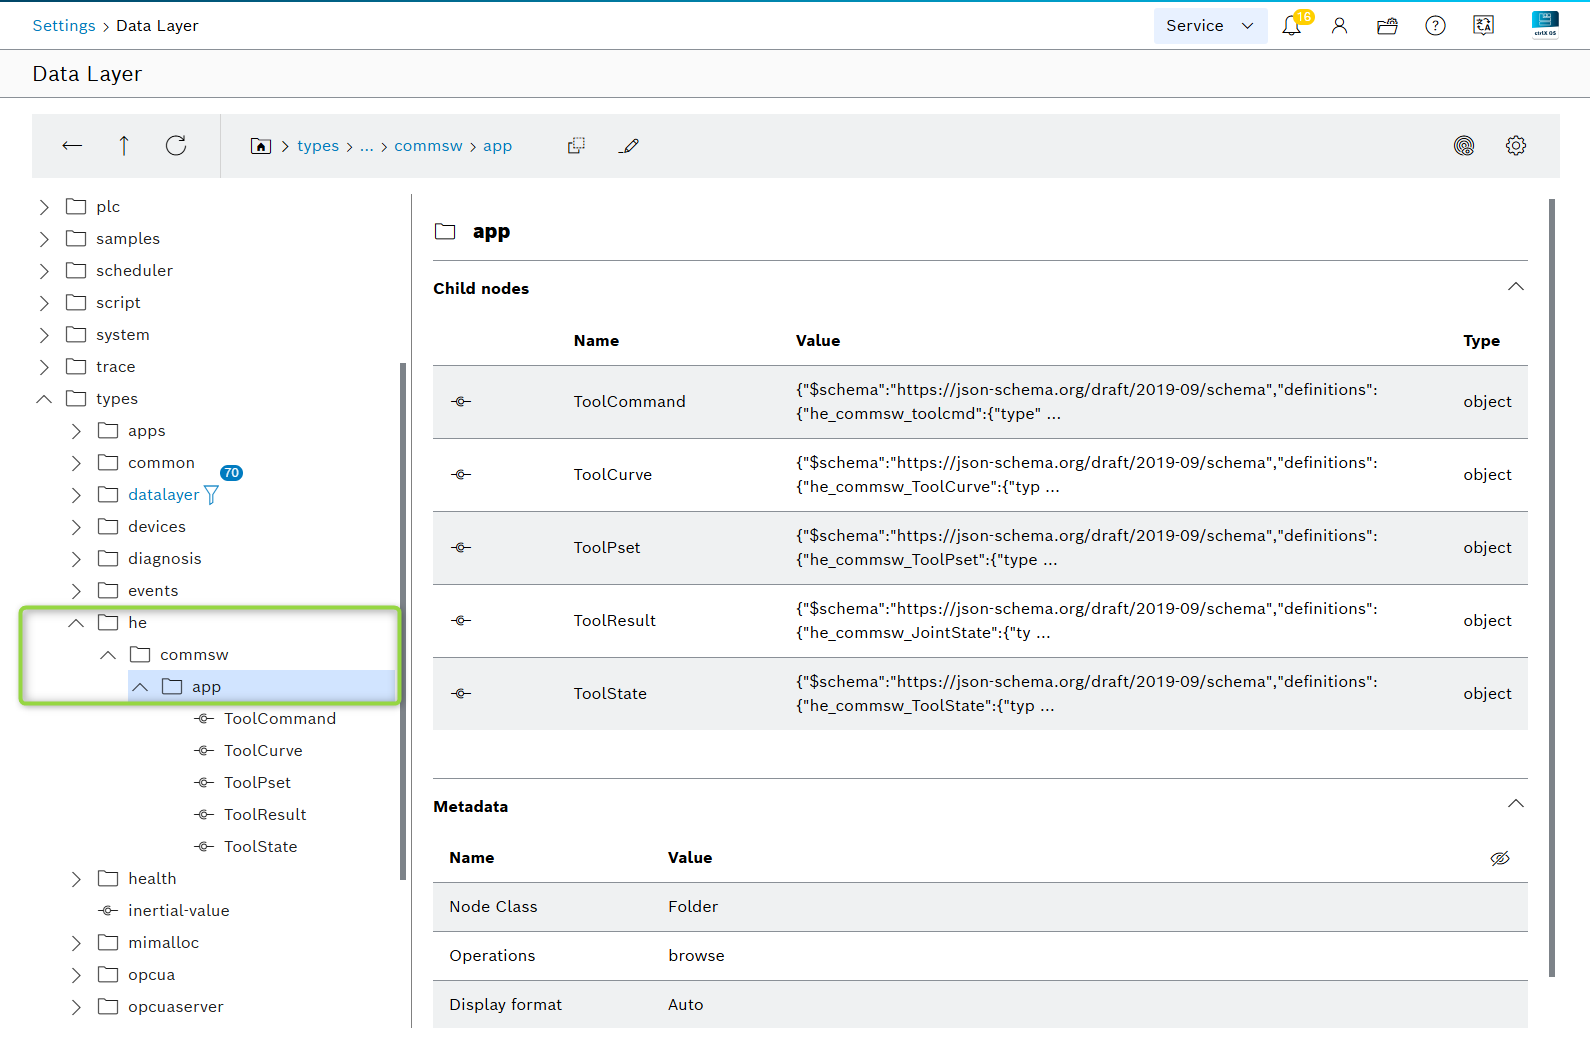 Settings > Data Layer
Service
16
ctrlX OS
Data Layer
> types > ... > commsw > app
plc
samples
scheduler
script
system
trace
types
apps
common
datalayer
70
devices
diagnosis
events
he
commsw
app
ToolCommand
ToolCurve
ToolPset
ToolResult
ToolState
health
inertial-value
mimalloc
opcua
opcuaserver
app
Child nodes
Name Value Type
ToolCommand {"$schema":"https://json-schema.org/draft/2019-09/schema","definitions": object
{"he_commsw_toolcmd":{"type" ...
ToolCurve {"$schema":"https://json-schema.org/draft/2019-09/schema","definitions": object
{"he_commsw_ToolCurve":{"typ ...
ToolPset {"$schema":"https://json-schema.org/draft/2019-09/schema","definitions": object
{"he_commsw_ToolPset":{"type ...
ToolResult {"$schema":"https://json-schema.org/draft/2019-09/schema","definitions": object
{"he_commsw_JointState":{"ty ...
ToolState {"$schema":"https://json-schema.org/draft/2019-09/schema","definitions": object
{"he_commsw_ToolState":{"typ ...
Metadata
Name Value
Node Class Folder
Operations browse
Display format Auto